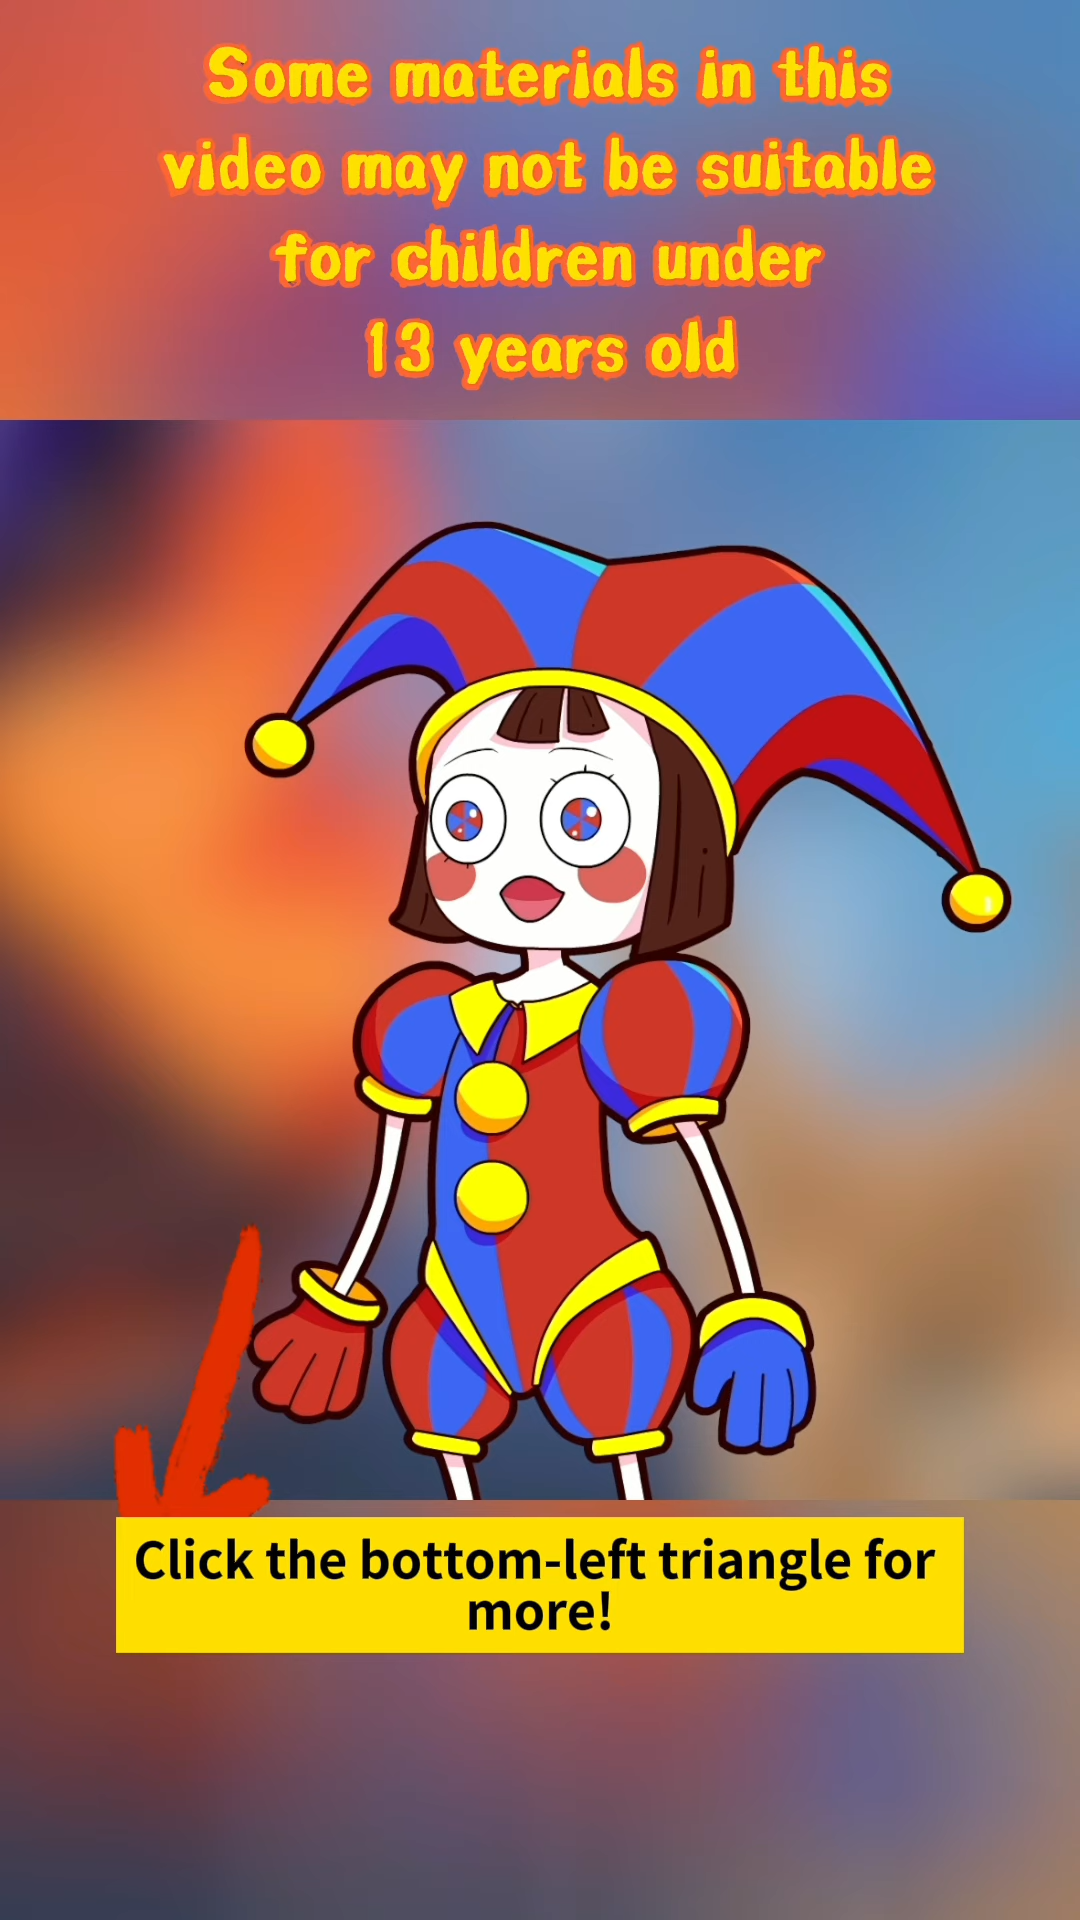 Some materials in this
video may not be suitable
for children under
13 years old
Click the bottom-left triangle for
more!